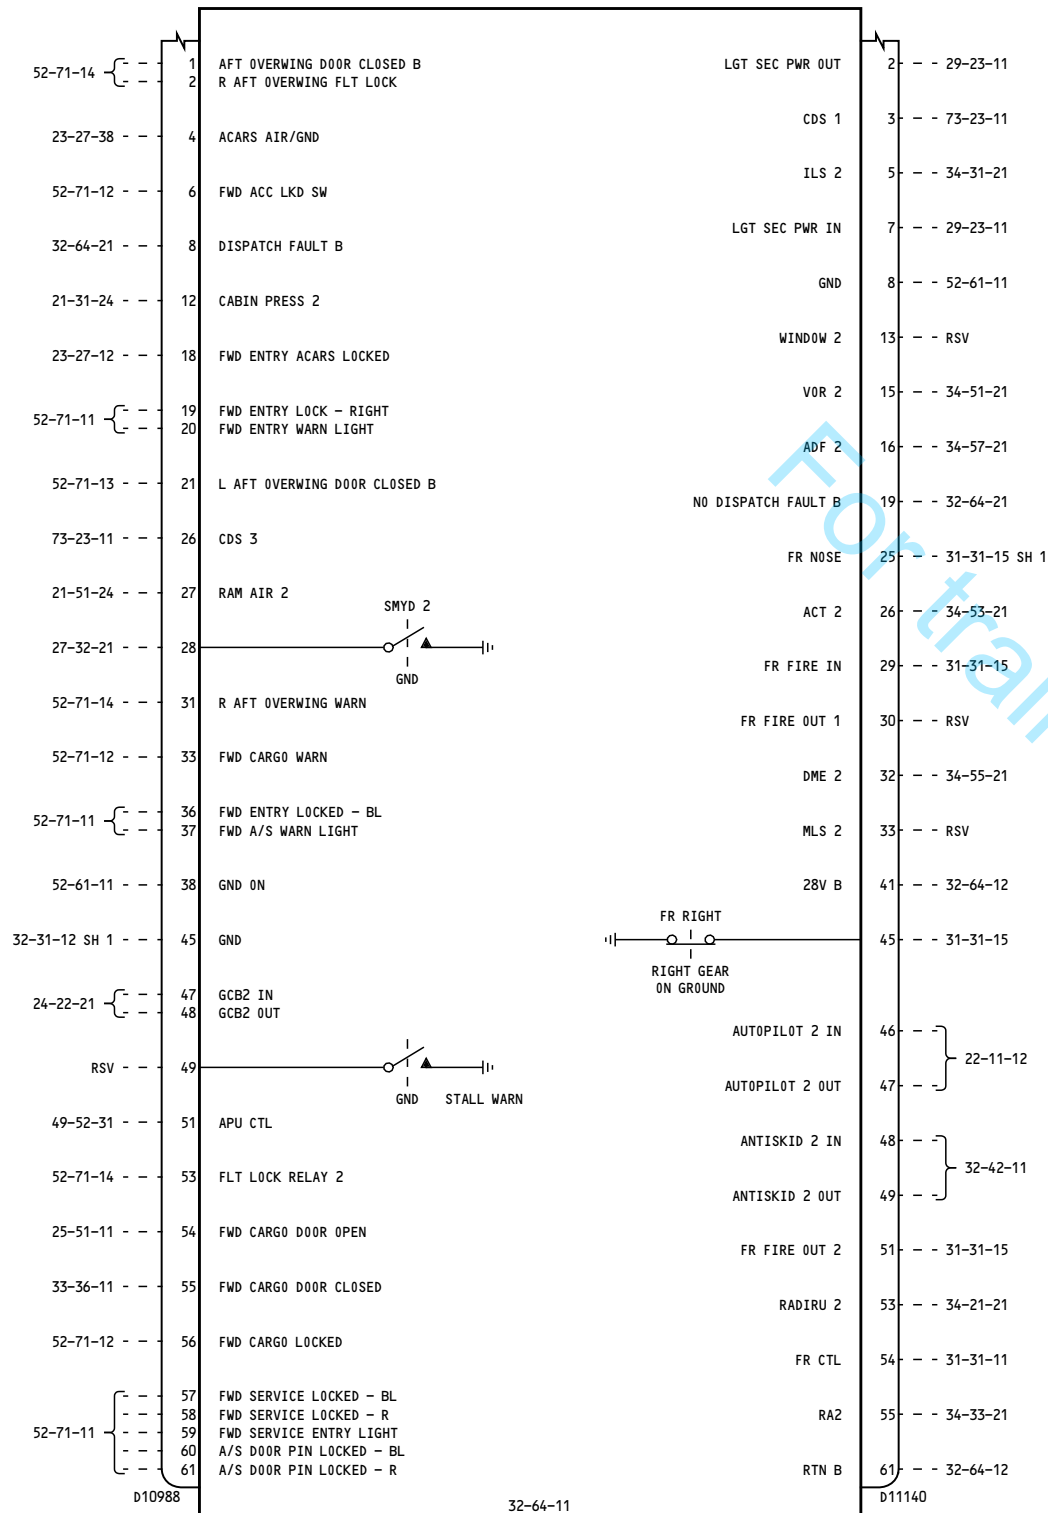 52-71-14
1 AFT OVERWING DOOR CLOSED B
2 R AFT OVERWING FLT LOCK
23-27-38 4 ACARS AIR/GND
52-71-12 6 FWD ACC LKD SW
32-64-21 8 DISPATCH FAULT B
21-31-24 12 CABIN PRESS 2
23-27-12 18 FWD ENTRY ACARS LOCKED
52-71-11
19 FWD ENTRY LOCK - RIGHT
20 FWD ENTRY WARN LIGHT
52-71-13 21 L AFT OVERWING DOOR CLOSED B
73-23-11 26 CDS 3
21-51-24 27 RAM AIR 2
SMYD 2
27-32-21 28
GND
52-71-14 31 R AFT OVERWING WARN
52-71-12 33 FWD CARGO WARN
52-71-11
36 FWD ENTRY LOCKED - BL
37 FWD A/S WARN LIGHT
52-61-11 38 GND ON
32-31-12 SH 1 45 GND
24-22-21
47 GCB2 IN
48 GCB2 OUT
RSV 49
GND STALL WARN
49-52-31 51 APU CTL
52-71-14 53 FLT LOCK RELAY 2
25-51-11 54 FWD CARGO DOOR OPEN
33-36-11 55 FWD CARGO DOOR CLOSED
52-71-12 56 FWD CARGO LOCKED
52-71-11
57 FWD SERVICE LOCKED - BL
58 FWD SERVICE LOCKED - R
59 FWD SERVICE ENTRY LIGHT
60 A/S DOOR PIN LOCKED - BL
61 A/S DOOR PIN LOCKED - R
D10988
LGT SEC PWR OUT 2 29-23-11
CDS 1 3 73-23-11
ILS 2 5 34-31-21
LGT SEC PWR IN 7 29-23-11
GND 8 52-61-11
WINDOW 2 13 RSV
VOR 2 15 34-51-21
ADF 2 16 34-57-21
NO DISPATCH FAULT B 19 32-64-21
FR NOSE 25 31-31-15 SH 1
ACT 2 26 34-53-21
FR FIRE IN 29 31-31-15
FR FIRE OUT 1 30 RSV
DME 2 32 34-55-21
MLS 2 33 RSV
28V B 41 32-64-12
FR RIGHT
45 31-31-15
RIGHT GEAR
ON GROUND
AUTOPILOT 2 IN 46
22-11-12
AUTOPILOT 2 OUT 47
ANTISKID 2 IN 48
32-42-11
ANTISKID 2 OUT 49
FR FIRE OUT 2 51 31-31-15
RADIRU 2 53 34-21-21
FR CTL 54 31-31-11
RA2 55 34-33-21
RTN B 61 32-64-12
D11140
32-64-11
For